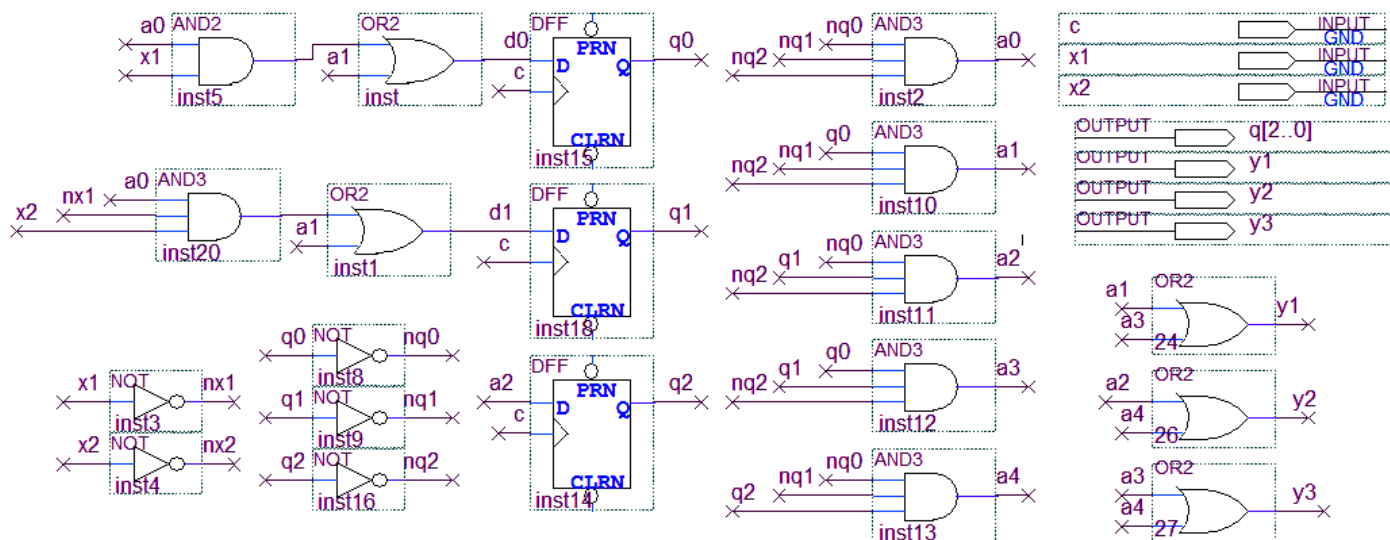 a0 AND2
x1
inst5
OR2
a1
inst
d0 DFF
c
PRN
D Q
CLRN
inst15
q0
x2 nx1 a0 AND3
inst20
OR2
a1
inst1
d1 DFF
c
PRN
D Q
CLRN
inst18
q1
x1 NOT nx1
inst3
x2 NOT nx2
inst4
q0 NOT nq0
inst8
q1 NOT nq1
inst9
q2 NOT nq2
inst16
a2 DFF
c
PRN
D Q
CLRN
inst14
q2
nq2 nq1 nq0 AND3 a0
inst2
nq2 nq1 q0 AND3 a1
inst10
nq2 q1 nq0 AND3 a2
inst11
nq2 q1 q0 AND3 a3
inst12
q2 nq1 nq0 AND3 a4
inst13
c INPUT
GND
x1 INPUT
GND
x2 INPUT
GND
OUTPUT q[2..0]
OUTPUT y1
OUTPUT y2
OUTPUT y3
a1 OR2 y1
a3
24
a2 OR2 y2
a4
26
a3 OR2 y3
a4
27